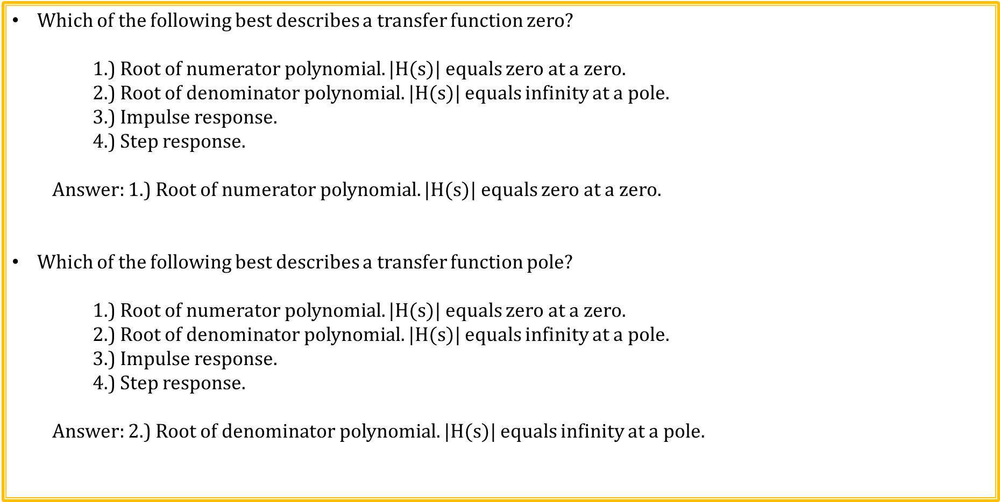 • Which of the following best describes a transfer function zero?
1.) Root of numerator polynomial. |H(s)| equals zero at a zero.
2.) Root of denominator polynomial. |H(s)| equals infinity at a pole.
3.) Impulse response.
4.) Step response.
Answer: 1.) Root of numerator polynomial. |H(s)| equals zero at a zero.
• Which of the following best describes a transfer function pole?
1.) Root of numerator polynomial. |H(s)| equals zero at a zero.
2.) Root of denominator polynomial. |H(s)| equals infinity at a pole.
3.) Impulse response.
4.) Step response.
Answer: 2.) Root of denominator polynomial. |H(s)| equals infinity at a pole.